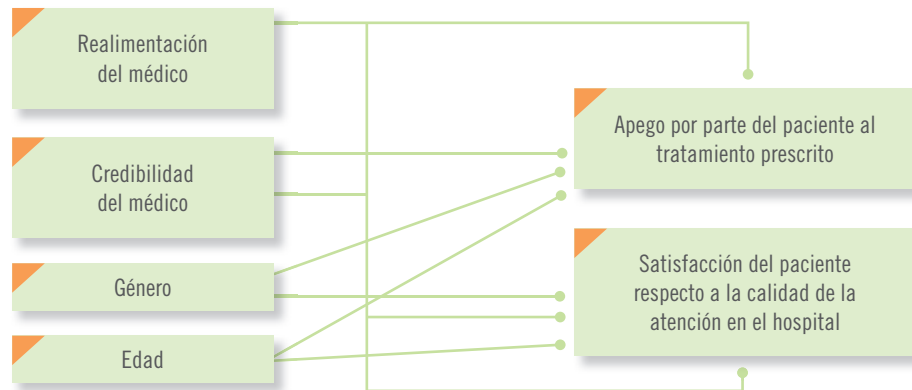 Realimentación
del médico
Credibilidad
del médico
Género
Edad
Apego por parte del paciente al
tratamiento prescrito
Satisfacción del paciente
respecto a la calidad de la
atención en el hospital